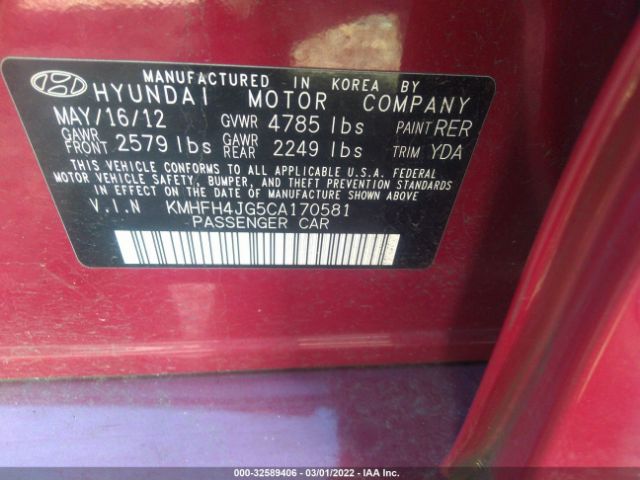 MANUFACTURED IN KOREA BY
HYUNDAI MOTOR COMPANY
MAY/16/12 GVWR 4785 lbs PAINT RER
GAWR FRONT 2579 lbs GAWR REAR 2249 lbs TRIM YDA
THIS VEHICLE CONFORMS TO ALL APPLICABLE U.S.A. FEDERAL
MOTOR VEHICLE SAFETY, BUMPER, AND THEFT PREVENTION STANDARDS
IN EFFECT ON THE DATE OF MANUFACTURE SHOWN ABOVE
V.I.N KMHFH4JG5CA170581
PASSENGER CAR
000-32589406 - 03/01/2022 - IAA Inc.